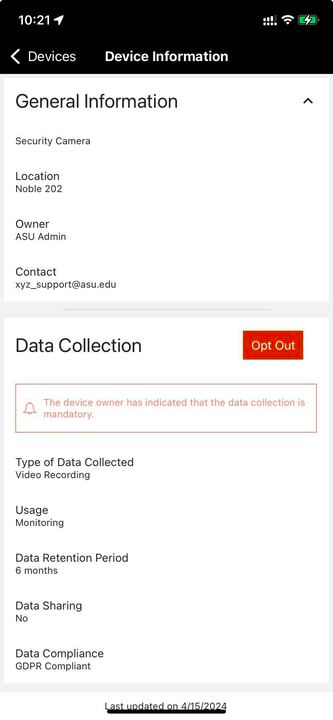 10:21
Devices
Device Information
General Information
Security Camera
Location
Noble 202
Owner
ASU Admin
Contact
xyz_support@asu.edu
Data Collection
Opt Out
The device owner has indicated that the data collection is
mandatory.
Type of Data Collected
Video Recording
Usage
Monitoring
Data Retention Period
6 months
Data Sharing
No
Data Compliance
GDPR Compliant
Last updated on 4/15/2024